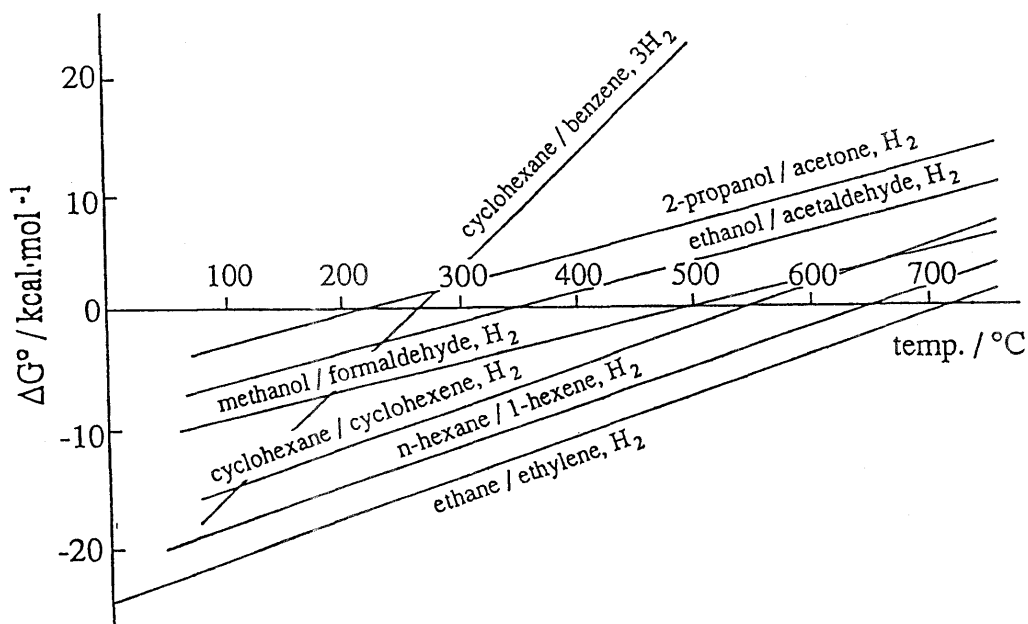 20
10
0
-10
-20
ΔG° / kcal·mol⁻¹
100 200 300 400 500 600 700
temp. / °C
cyclohexane / benzene, 3H₂
2-propanol / acetone, H₂
ethanol / acetaldehyde, H₂
methanol / formaldehyde, H₂
cyclohexane / cyclohexene, H₂
n-hexane / 1-hexene, H₂
ethane / ethylene, H₂